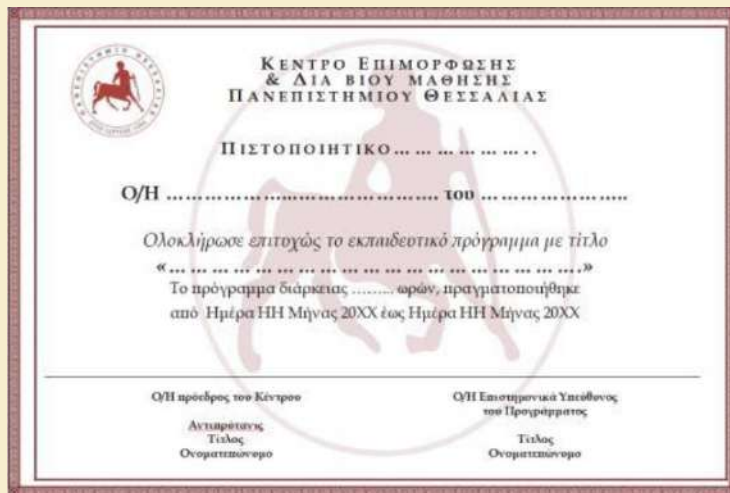 ΠΑΝΕΠΙΣΤΗΜΙΟ ΘΕΣΣΑΛΙΑΣ
ΚΕΝΤΡΟ ΕΠΙΜΟΡΦΩΣΗΣ
& ΔΙΑ ΒΙΟΥ ΜΑΘΗΣΗΣ
ΠΑΝΕΠΙΣΤΗΜΙΟΥ ΘΕΣΣΑΛΙΑΣ
ΠΙΣΤΟΠΟΙΗΤΙΚΟ ... ... ... ... ... ..
Ο/Η .......................................... του ........................
Ολοκλήρωσε επιτυχώς το εκπαιδευτικό πρόγραμμα με τίτλο
«... ... ... ... ... ... ... ... ... ... ... ... ... ... ....»
Το πρόγραμμα διάρκειας ......... ωρών, πραγματοποιήθηκε
από Ημέρα ΗΗ Μήνας 20ΧΧ έως Ημέρα ΗΗ Μήνας 20ΧΧ
Ο/Η πρόεδρος του Κέντρου
Αντιπρύτανις
Τίτλος
Ονοματεπώνυμο
Ο/Η Επιστημονικά Υπεύθυνος
του Προγράμματος
Τίτλος
Ονοματεπώνυμο